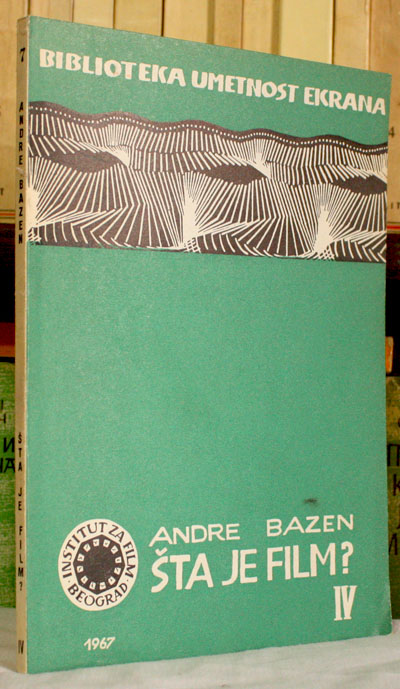 BIBLIOTEKA UMETNOST EKRANA
ANDRE BAZEN
ŠTA JE FILM?
IV
INSTITUT ZA FILM
BEOGRAD
1967
7
ANDRE BAZEN
ŠTA JE FILM?
IV